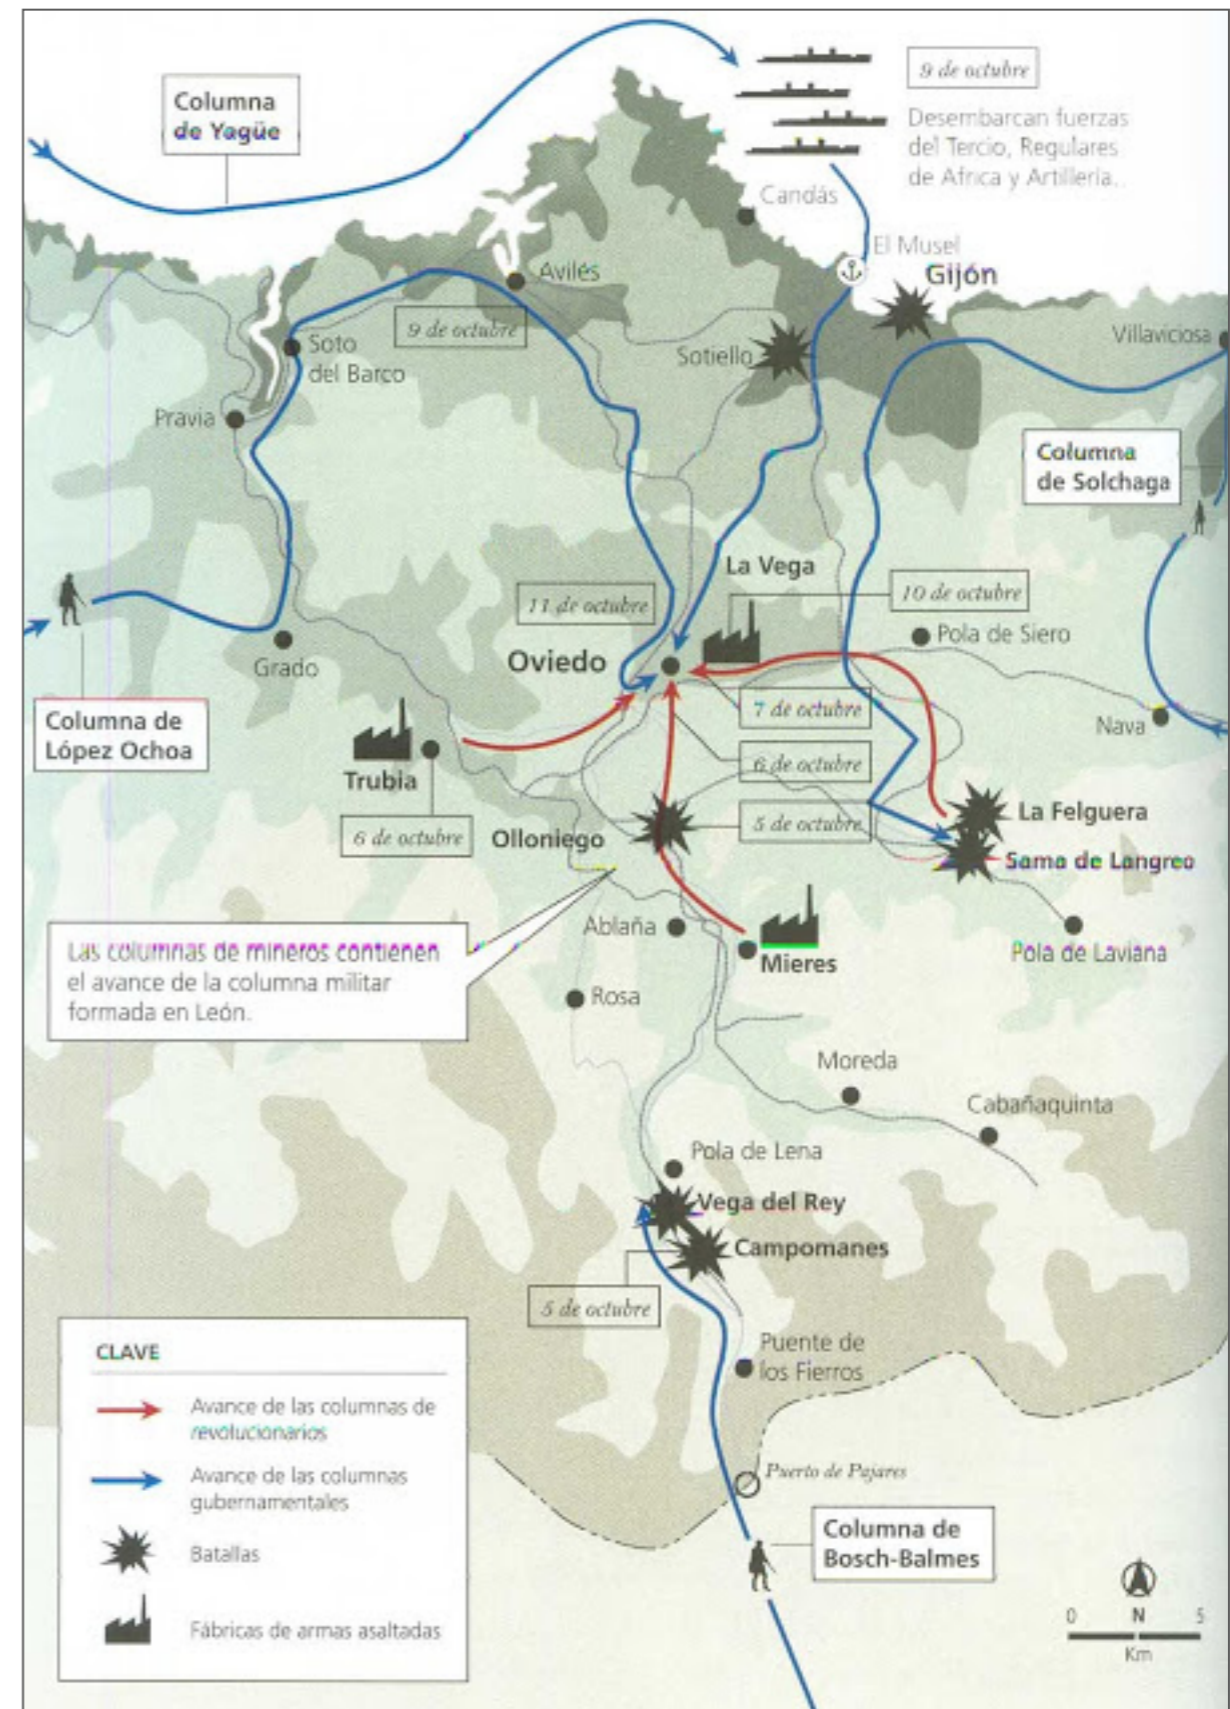 Columna
de Yagüe
9 de octubre
Desembarcan fuerzas
del Tercio, Regulares
de Africa y Artillería.
Candás
El Musel
Gijón
Avilés
9 de octubre
Soto
del Barco
Sotiello
Villaviciosa
Pravia
Columna
de Solchaga
La Vega
11 de octubre
10 de octubre
Pola de Siero
Oviedo
Grado
7 de octubre
Nava
Columna de
López Ochoa
Trubia
6 de octubre
6 de octubre
Olloniego
5 de octubre
La Felguera
Sama de Langreo
Ablaña
Mieres
Pola de Laviana
Las columnas de mineros contienen
el avance de la columna militar
formada en León.
Rosa
Moreda
Cabañaquinta
Pola de Lena
Vega del Rey
Campomanes
5 de octubre
Puente de
los Fierros
Puerto de Pajares
Columna de
Bosch-Balmes
CLAVE
Avance de las columnas de
revolucionarios
Avance de las columnas
gubernamentales
Batallas
Fábricas de armas asaltadas
0 N 5
Km